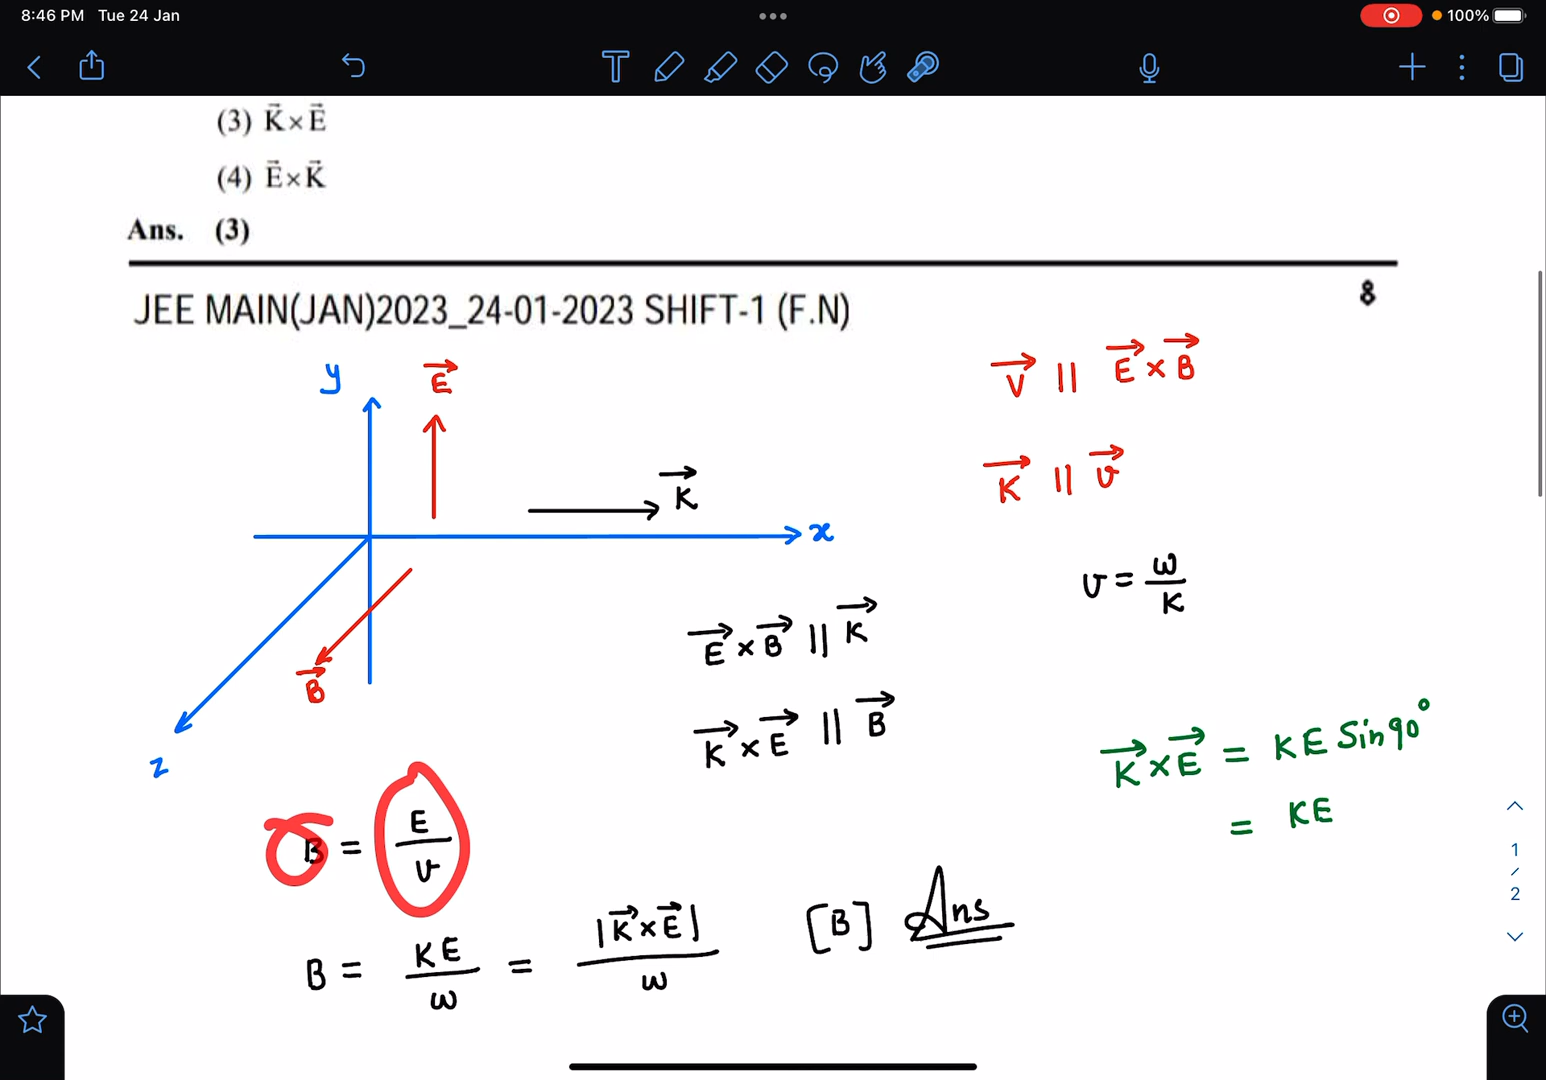 8:46 PM Tue 24 Jan
100%
(3) K⃗×E⃗
(4) E⃗×K⃗
Ans. (3)
8
JEE MAIN(JAN)2023_24-01-2023 SHIFT-1 (F.N)
y
E⃗
V⃗ || E⃗×B⃗
K⃗
K⃗ || v⃗
x
v = ω/K
E⃗×B⃗ || K⃗
B⃗
K⃗×E⃗ || B⃗
K⃗×E⃗ = KE Sin90°
z
= KE
B = E/v
1/2
B = KE/ω = |K⃗×E⃗|/ω
[B] Ans